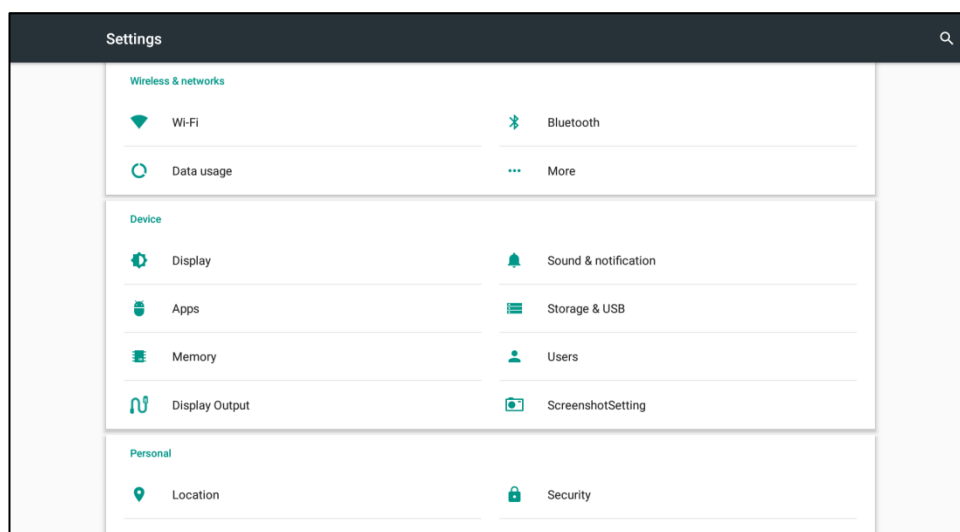 Settings
Wireless & networks
Wi-Fi
Bluetooth
Data usage
More
Device
Display
Sound & notification
Apps
Storage & USB
Memory
Users
Display Output
ScreenshotSetting
Personal
Location
Security